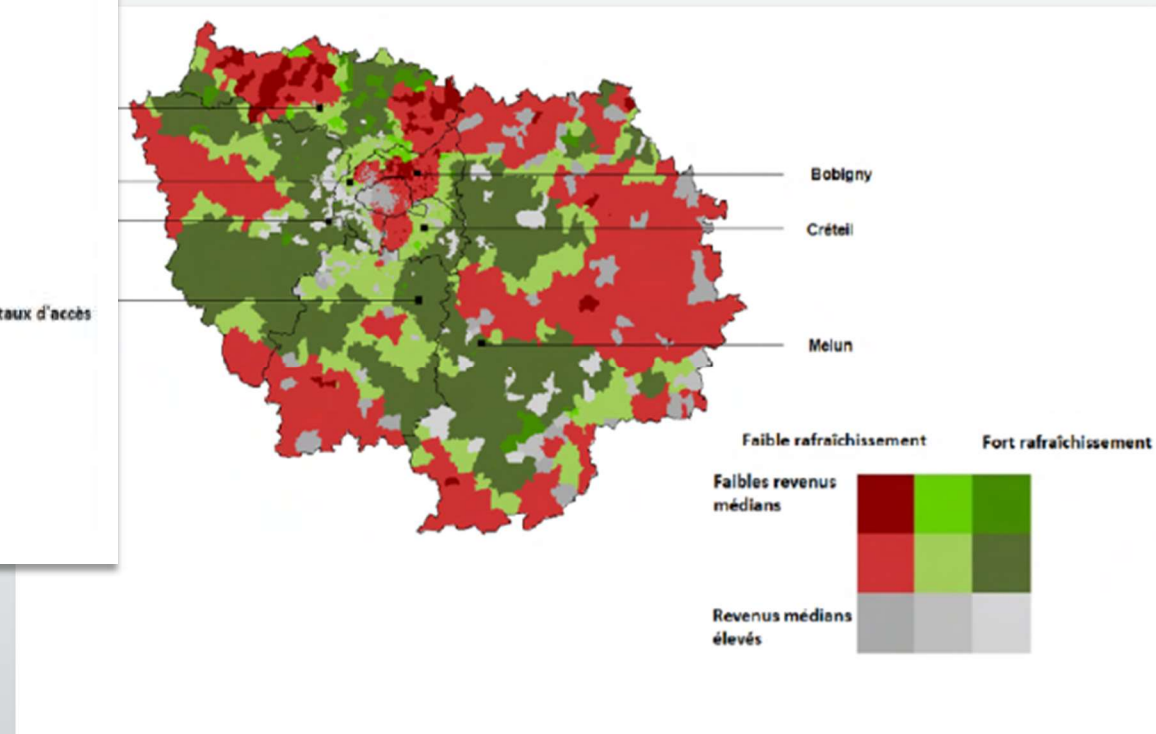 Bobigny
Créteil
taux d'accès
Melun
Faible rafraîchissement
Fort rafraîchissement
Faibles revenus
médians
Revenus médians
élevés